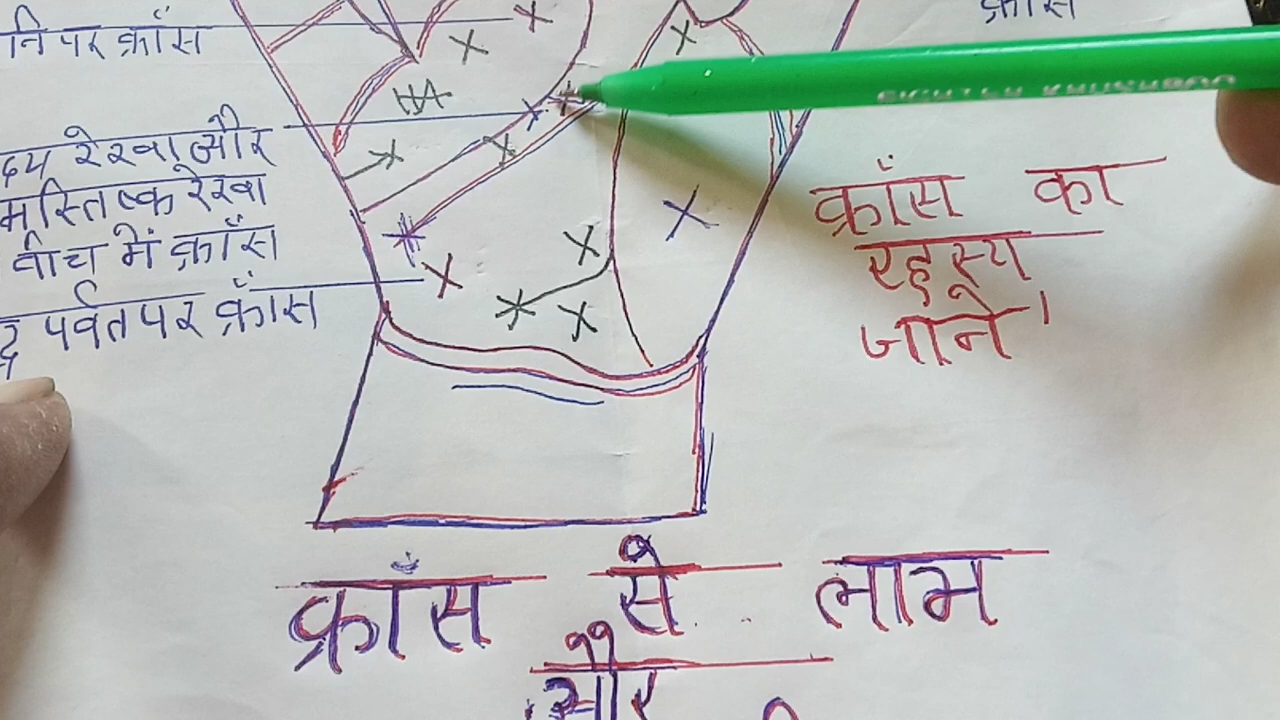 नि पर क्रॉस
क्रॉस
दय रेखा और
मस्तिष्क रेखा
बीच में क्रॉस
द्र पर्वत पर क्रॉस
क्रॉस का
रहस्य
जाने।
क्रॉस से लाभ
और